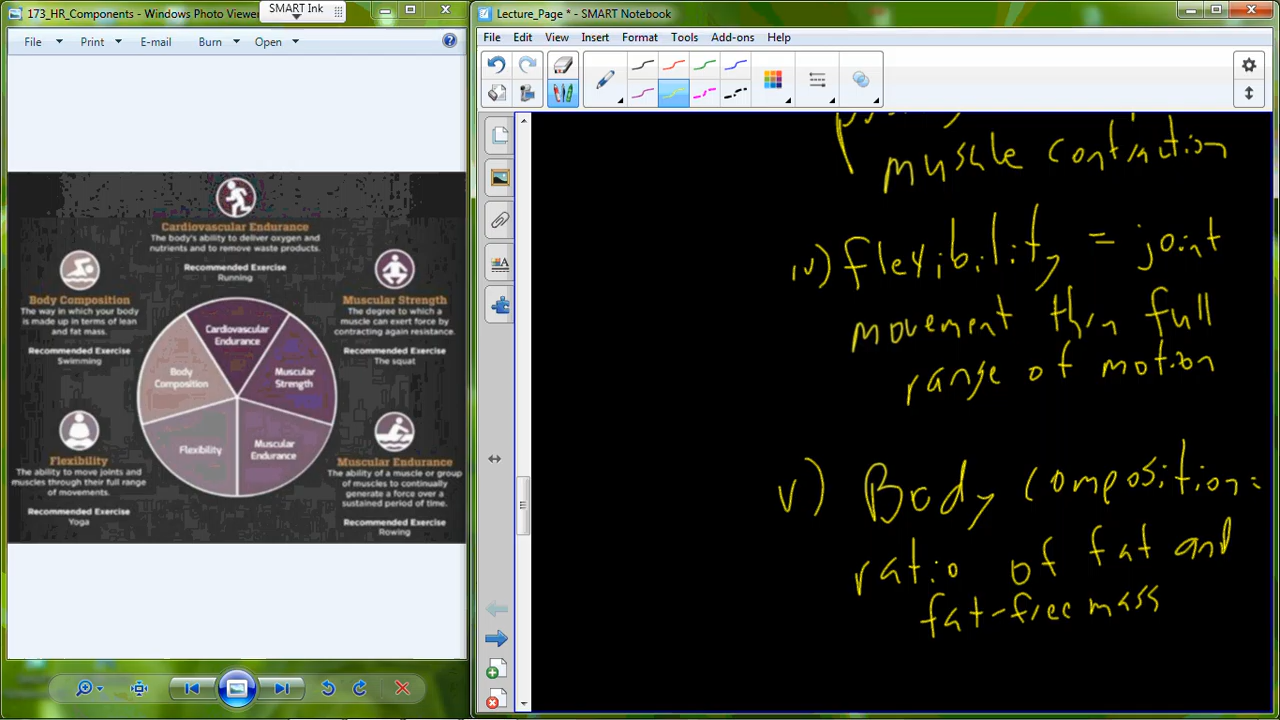 173_HR_Components - Windows Photo Viewer
SMART Ink
File Print E-mail Burn Open
Cardiovascular Endurance
The body's ability to deliver oxygen and
nutrients and to remove waste products.
Recommended Exercise
Running
Body Composition
The way in which your body
is made up in terms of lean
and fat mass.
Recommended Exercise
Swimming
Muscular Strength
The degree to which a
muscle can exert force by
contracting again resistance.
Recommended Exercise
The squat
Cardiovascular
Endurance
Body
Composition
Muscular
Strength
Flexibility
Muscular
Endurance
Flexibility
The ability to move joints and
muscles through their full range
of movements.
Recommended Exercise
Yoga
Muscular Endurance
The ability of a muscle or group
of muscles to continually
generate a force over a
sustained period of time.
Recommended Exercise
Rowing
Lecture_Page * - SMART Notebook
File Edit View Insert Format Tools Add-ons Help
muscle contraction
iv) flexibility = joint
movement thru full
range of motion
v) Body composition=
ratio of fat and
fat-free mass